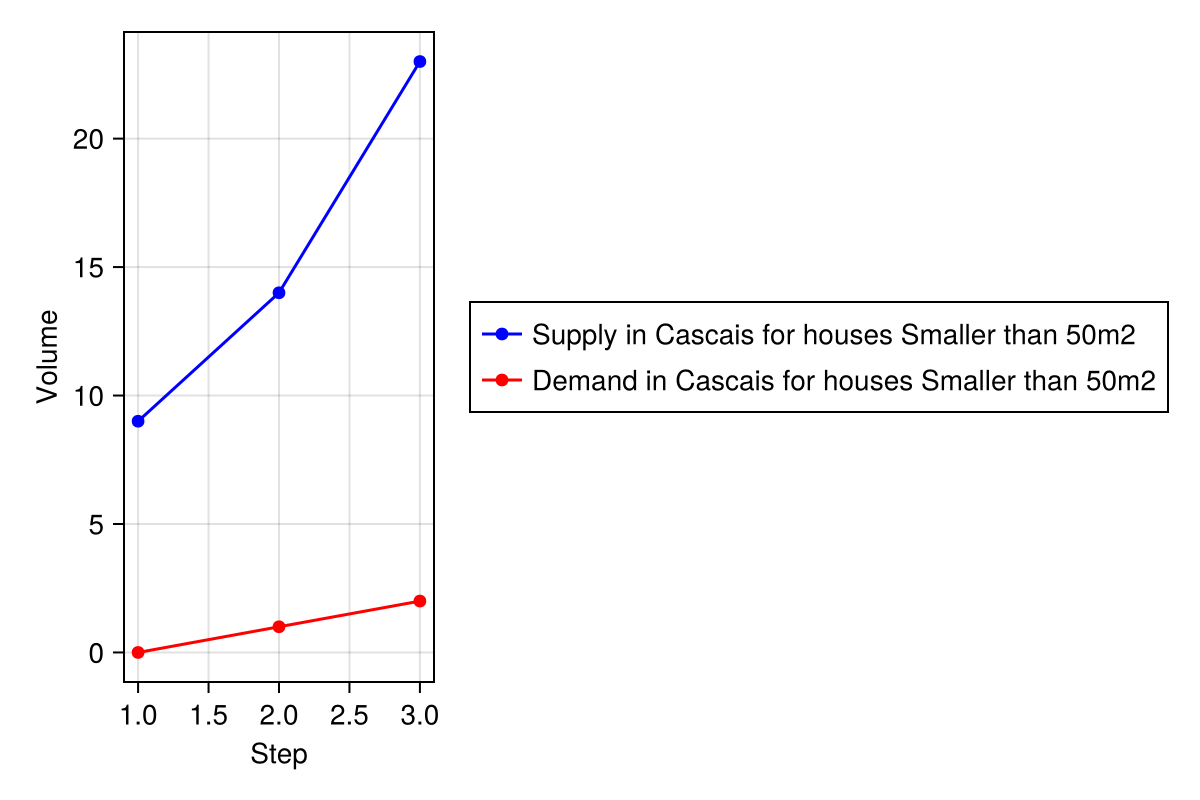 20
15
10
5
0
Volume
1.0 1.5 2.0 2.5 3.0
Step
Supply in Cascais for houses Smaller than 50m2
Demand in Cascais for houses Smaller than 50m2